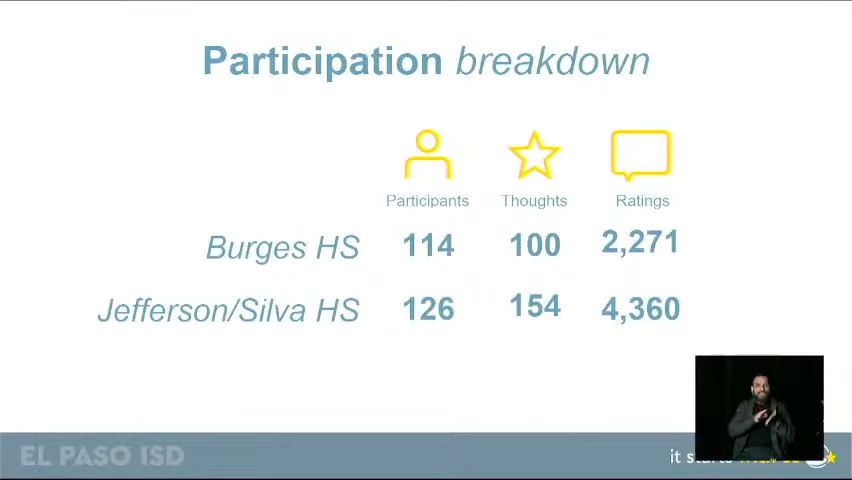 Participation breakdown
Participants Thoughts Ratings
Burges HS 114 100 2,271
Jefferson/Silva HS 126 154 4,360
EL PASO ISD
it starts